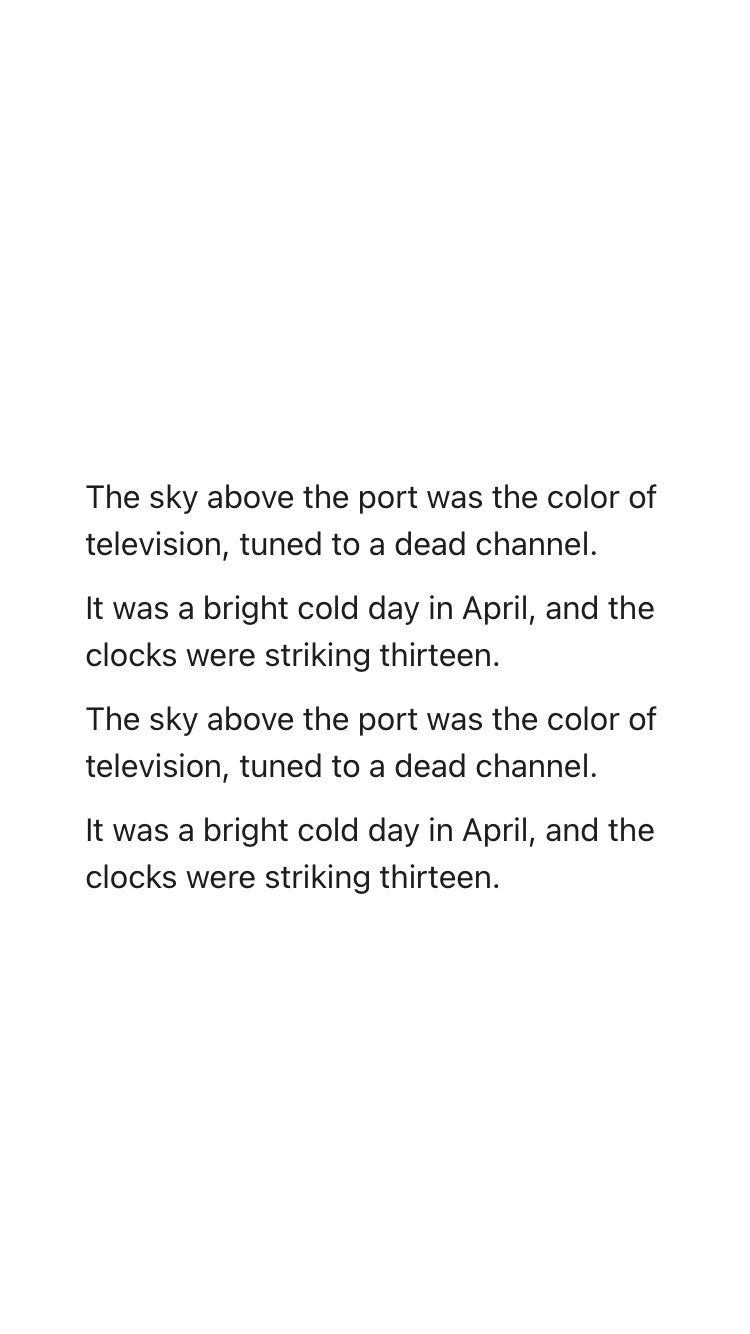 The sky above the port was the color of
television, tuned to a dead channel.
It was a bright cold day in April, and the
clocks were striking thirteen.
The sky above the port was the color of
television, tuned to a dead channel.
It was a bright cold day in April, and the
clocks were striking thirteen.